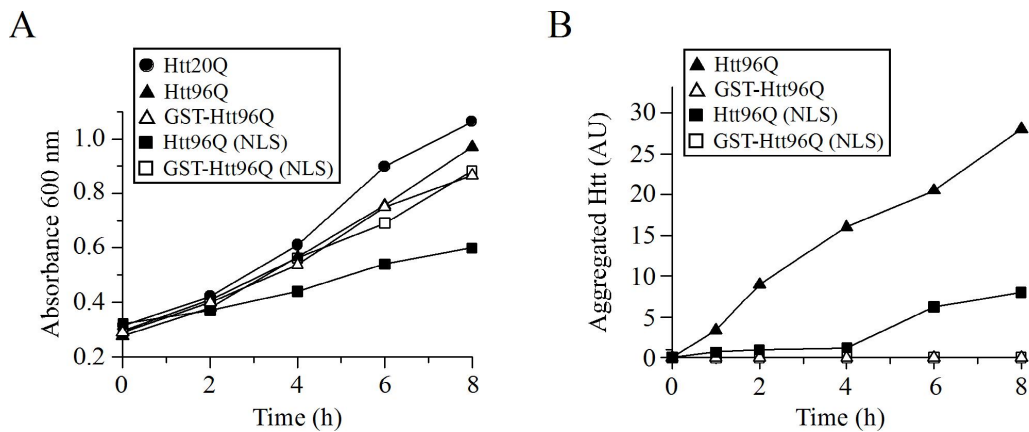 A
Htt20Q
Htt96Q
GST-Htt96Q
Htt96Q (NLS)
GST-Htt96Q (NLS)
Absorbance 600 nm
1.0
0.8
0.6
0.4
0.2
0
2
4
6
8
Time (h)
B
Htt96Q
GST-Htt96Q
Htt96Q (NLS)
GST-Htt96Q (NLS)
Aggregated Htt (AU)
30
25
20
15
10
5
0
0
2
4
6
8
Time (h)